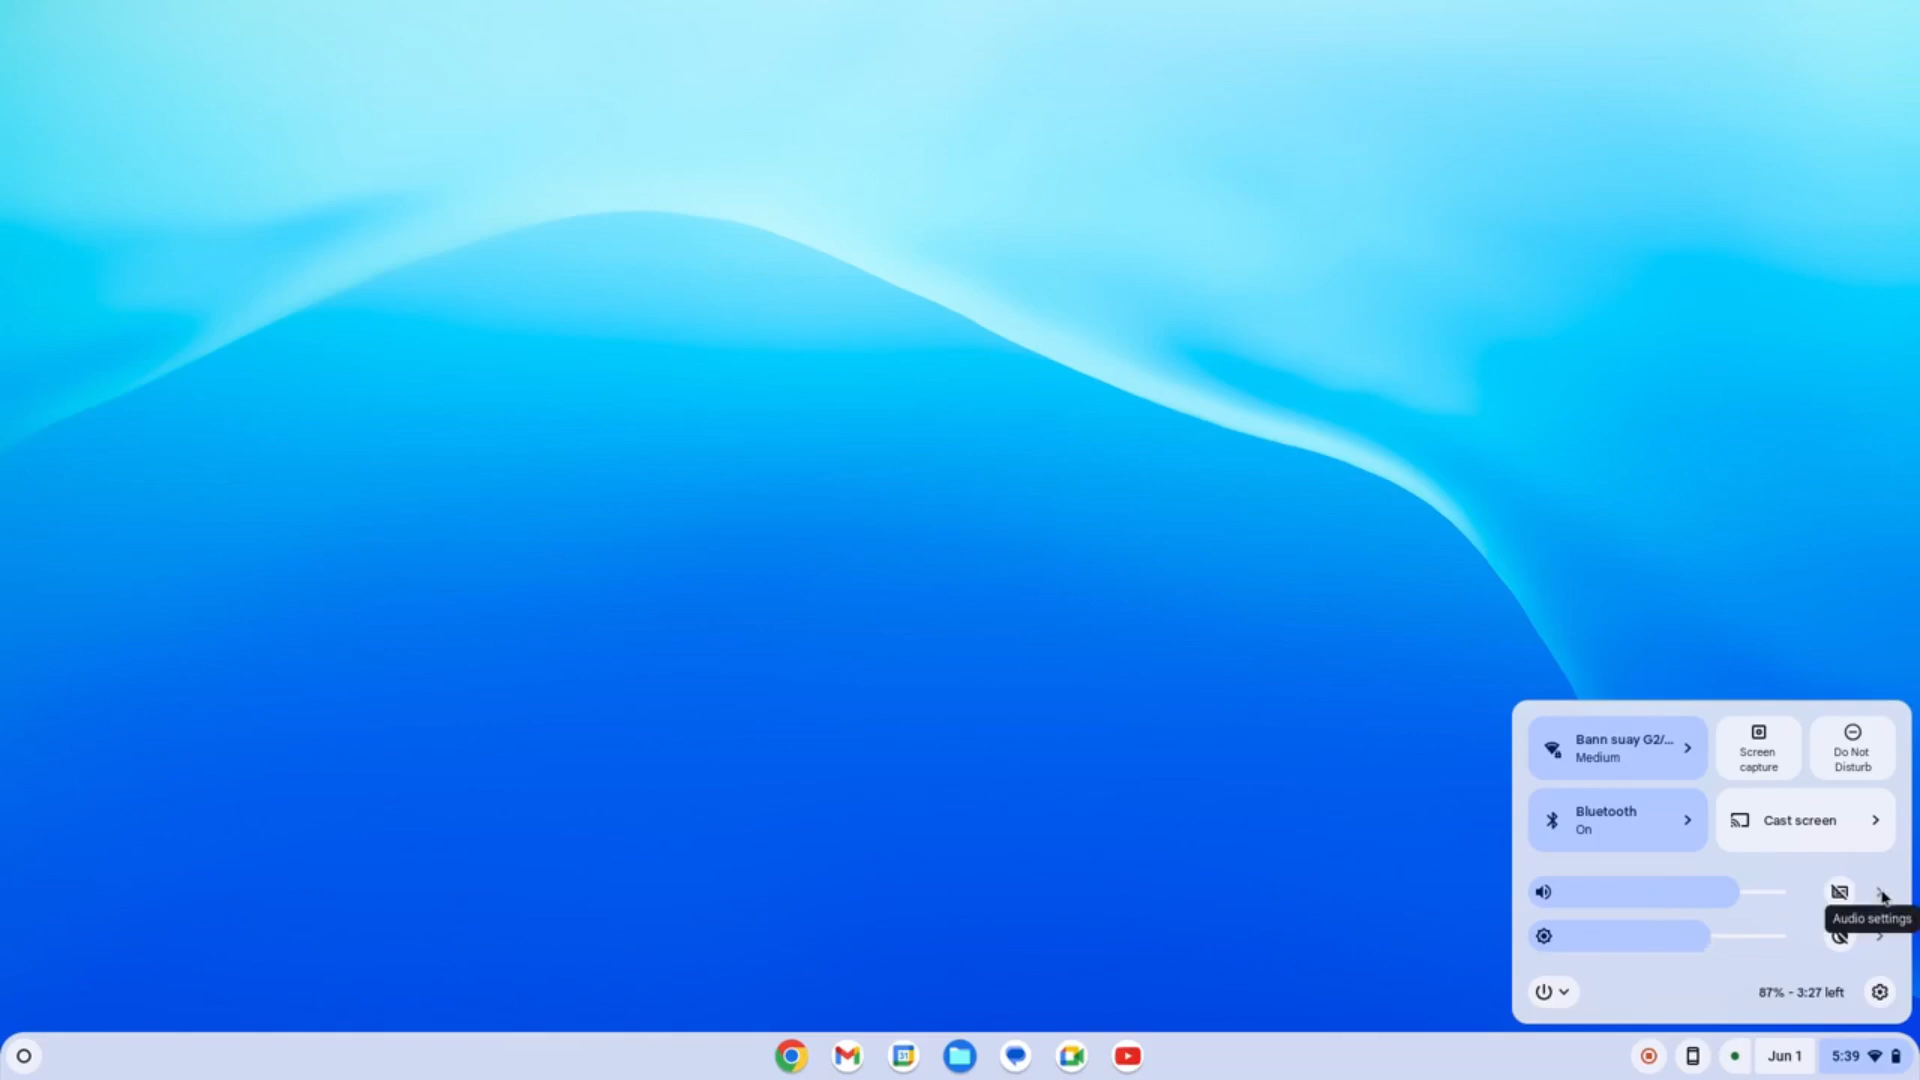 Bann suay G2/...
Medium
Screen
capture
Do Not
Disturb
Bluetooth
On
Cast screen
Audio settings
87% - 3:27 left
31
Jun 1
5:39